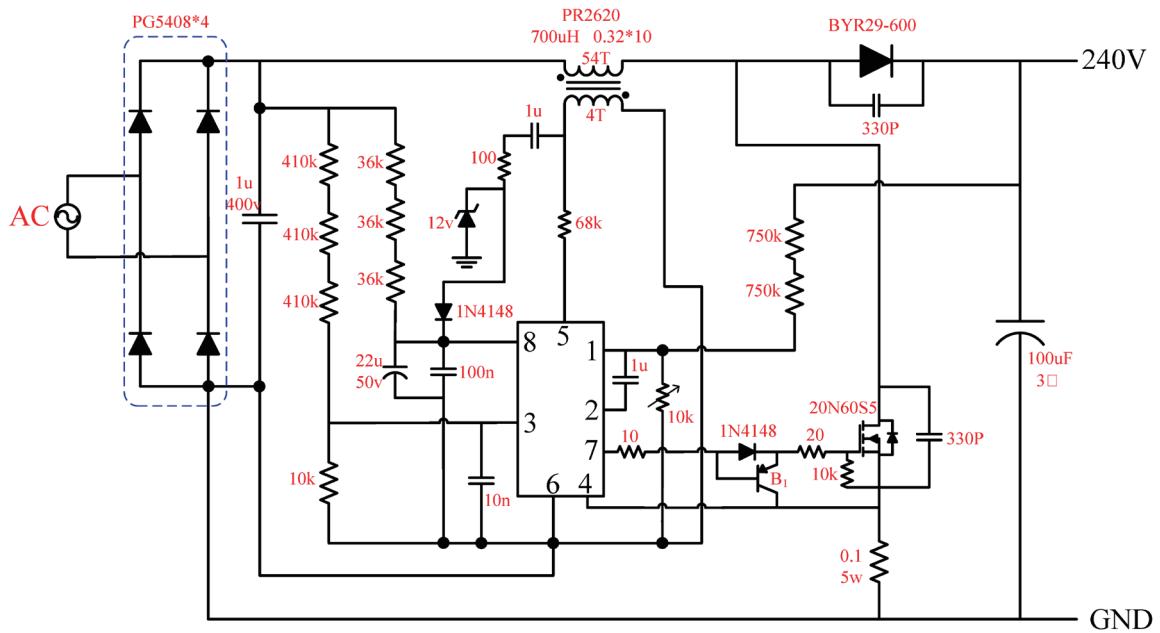 PG5408*4
PR2620
700uH 0.32*10
54T
4T
BYR29-600
240V
330P
1u
100
410k
36k
AC
1u
400v
12v
68k
410k
36k
750k
36k
750k
410k
1N4148
5
8
1
22u
50v
100n
1u
100uF
3□
2
10k
3
20N60S5
7
10
1N4148
20
330P
10k
10n
6
4
B₁
10k
0.1
5w
GND